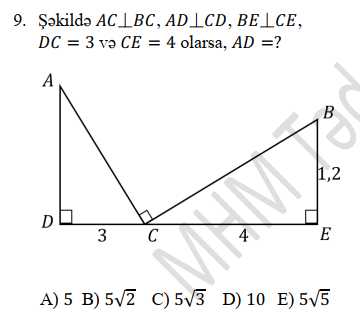 9. Şəkildə AC⊥BC, AD⊥CD, BE⊥CE,
DC = 3 və CE = 4 olarsa, AD =?
A
B
1,2
D
3
C
4
E
A) 5 B) 5√2 C) 5√3 D) 10 E) 5√5
MHM Təd